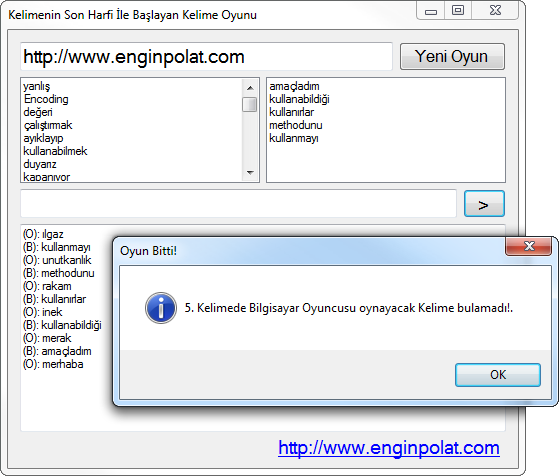 Kelimenin Son Harfi İle Başlayan Kelime Oyunu
http://www.enginpolat.com
Yeni Oyun
yanlış
Encoding
değeri
çalıştırmak
ayıklayıp
kullanabilmek
duyarız
kapanıyor
amaçladım
kullanabildiği
kullanırlar
methodunu
kullanmayı
>
(O): ılgaz
(B): kullanmayı
(O): unutkanlık
(B): methodunu
(O): rakam
(B): kullanırlar
(O): inek
(B): kullanabildiği
(O): merak
(B): amaçladım
(O): merhaba
Oyun Bitti!
5. Kelimede Bilgisayar Oyuncusu oynayacak Kelime bulamadı!.
OK
http://www.enginpolat.com